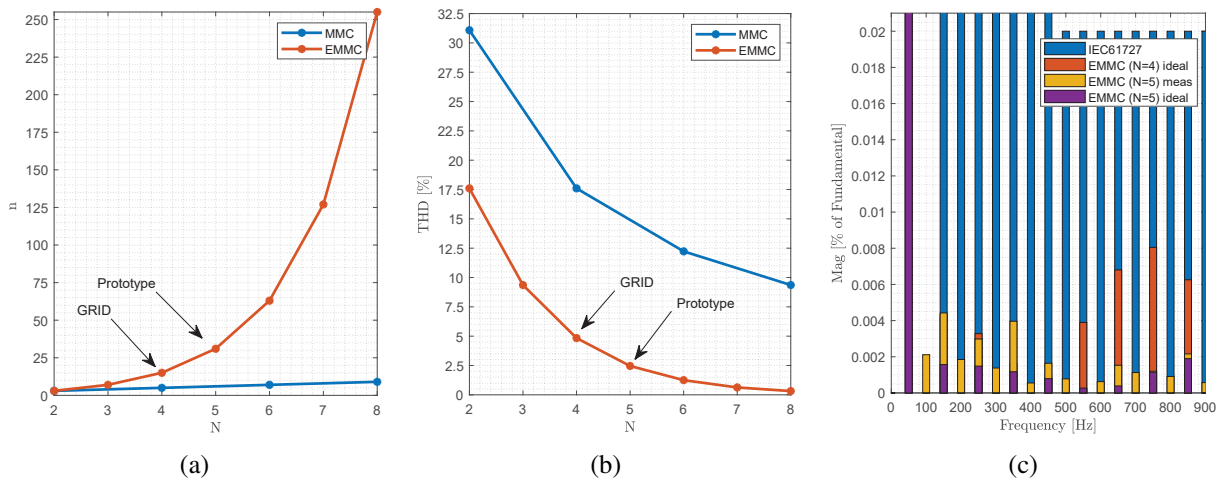 255
225
200
175
150
125
100
75
50
25
0
2
3
4
5
6
7
8
n
N
MMC
EMMC
Prototype
GRID
(a)
32.5
30
27.5
25
22.5
20
17.5
15
12.5
10
7.5
5
2.5
0
2
3
4
5
6
7
8
THD [%]
N
MMC
EMMC
GRID
Prototype
(b)
0.02
0.018
0.016
0.014
0.012
0.01
0.008
0.006
0.004
0.002
0
0
100
200
300
400
500
600
700
800
900
Mag [% of Fundamental]
Frequency [Hz]
IEC61727
EMMC (N=4) ideal
EMMC (N=5) meas
EMMC (N=5) ideal
(c)